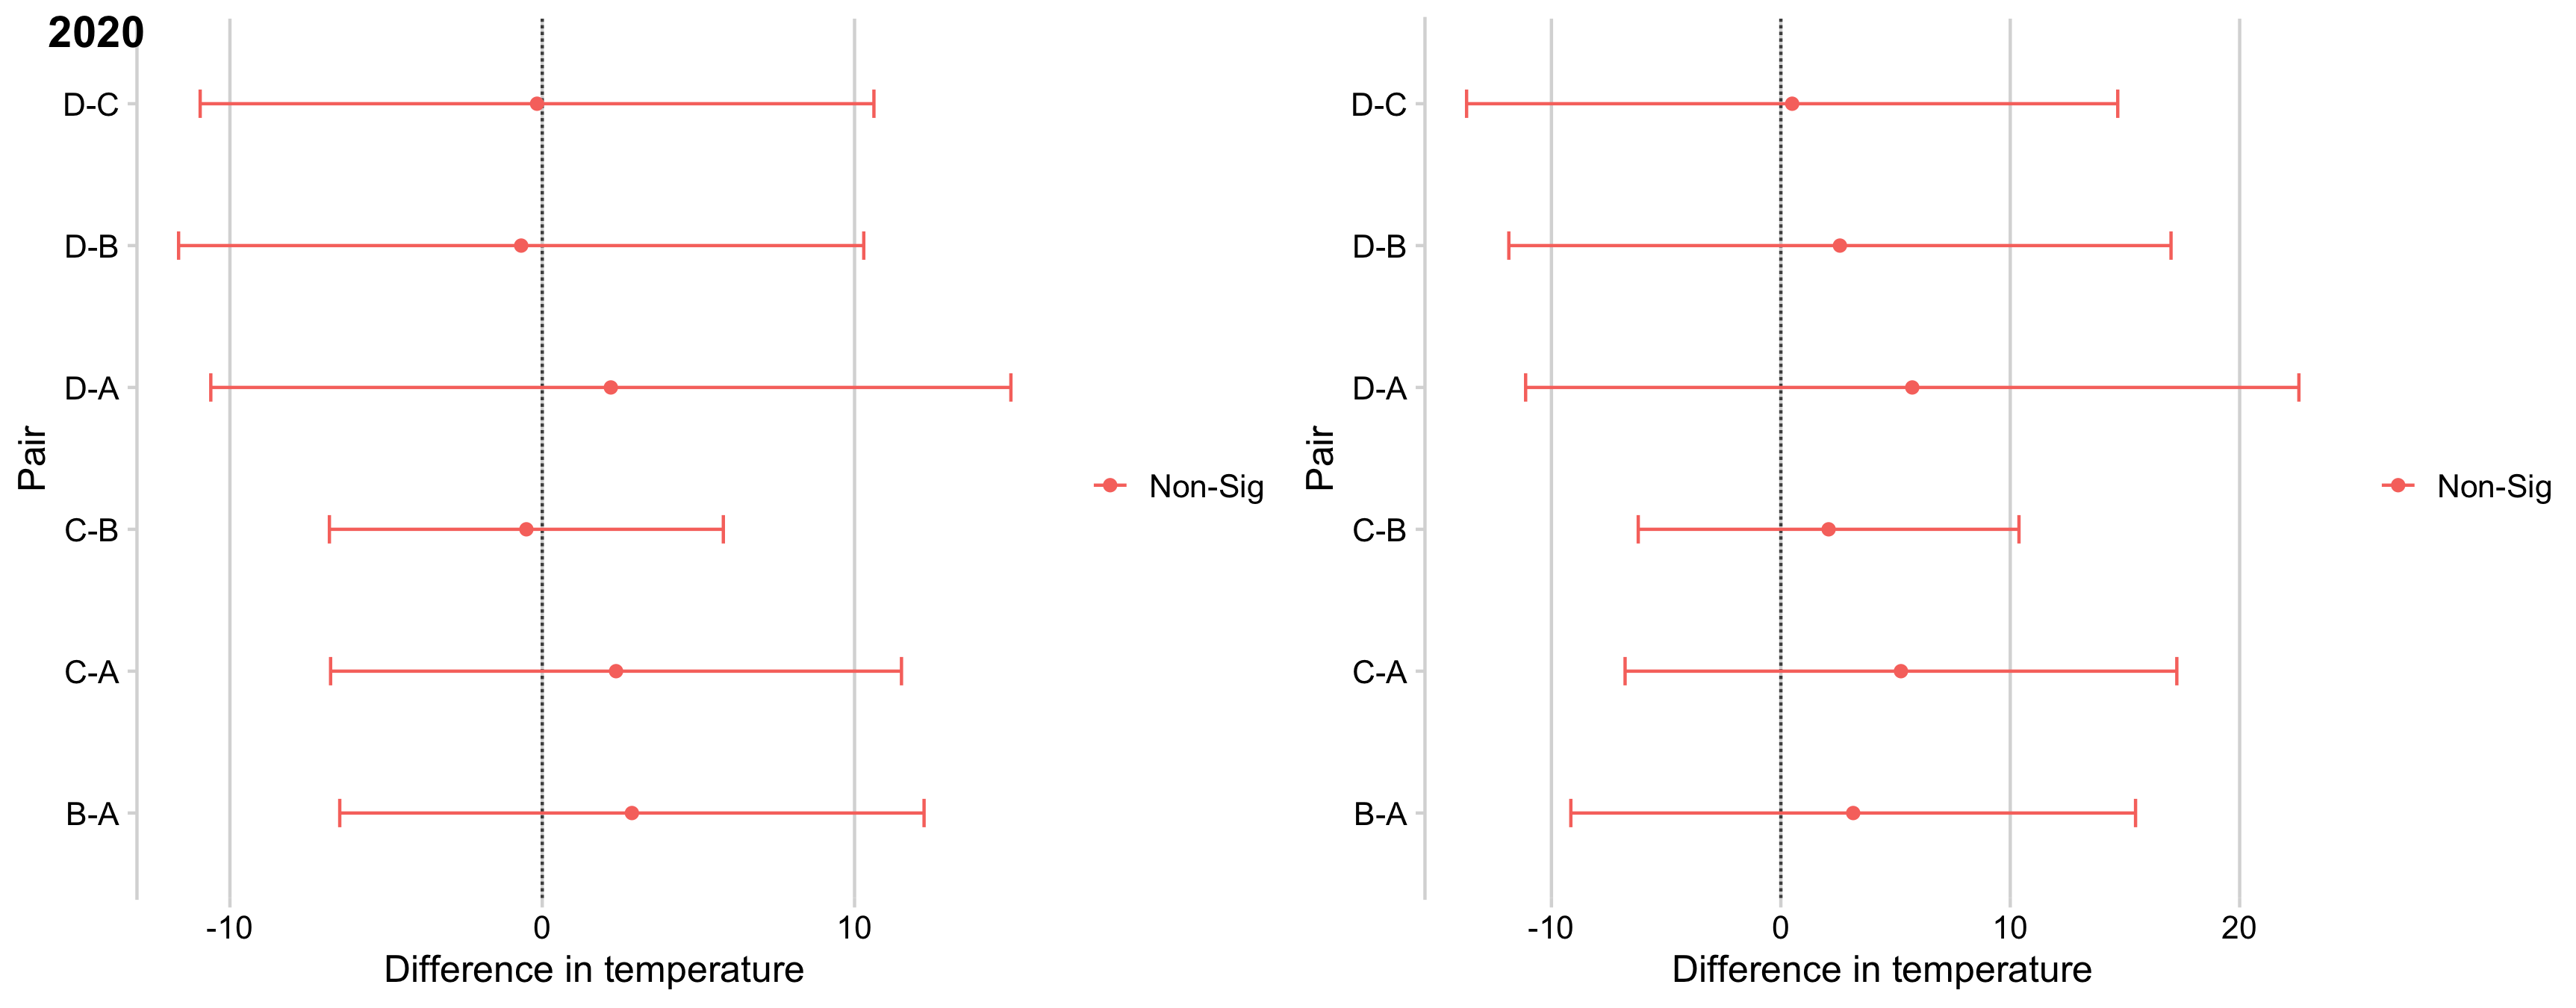 2020
D-C
D-B
D-A
C-B
C-A
B-A
Pair
-10 0 10
Difference in temperature
Non-Sig
D-C
D-B
D-A
C-B
C-A
B-A
Pair
-10 0 10 20
Difference in temperature
Non-Sig